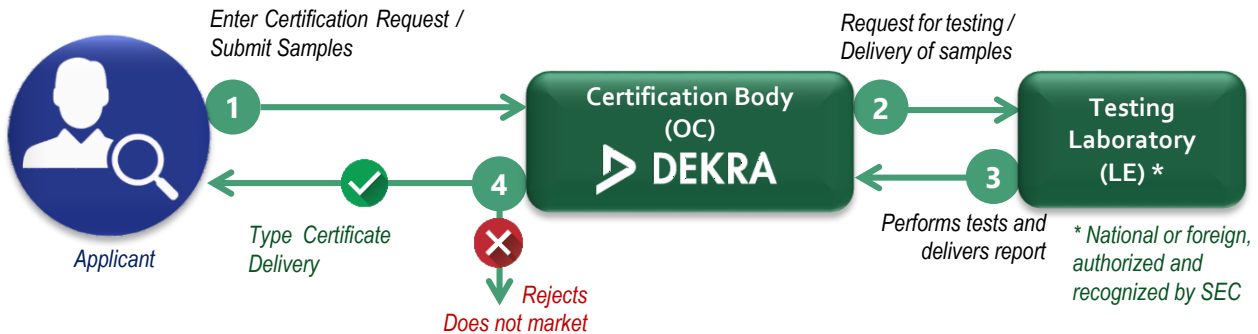 Enter Certification Request /
Submit Samples
1
Applicant
Type Certificate
Delivery
4
Rejects
Does not market
Certification Body
(OC)
DEKRA
Request for testing /
Delivery of samples
2
3
Performs tests and
delivers report
Testing
Laboratory
(LE) *
* National or foreign,
authorized and
recognized by SEC